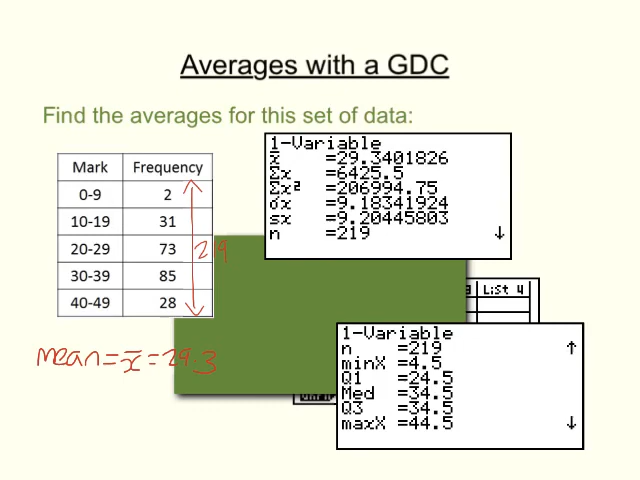 Averages with a GDC
Find the averages for this set of data:
Mark Frequency
0-9 2
10-19 31
20-29 73
30-39 85
40-49 28
219
mean = x̄ = 29.3
1-Variable
x̄ =29.3401826
Σx =6425.5
Σx² =206994.75
σx =9.18341924
sx =9.20445803
n =219 ↓
3 List 4
1-Variable
n =219 ↑
minX =4.5
Q1 =24.5
Med =34.5
Q3 =34.5
maxX =44.5 ↓